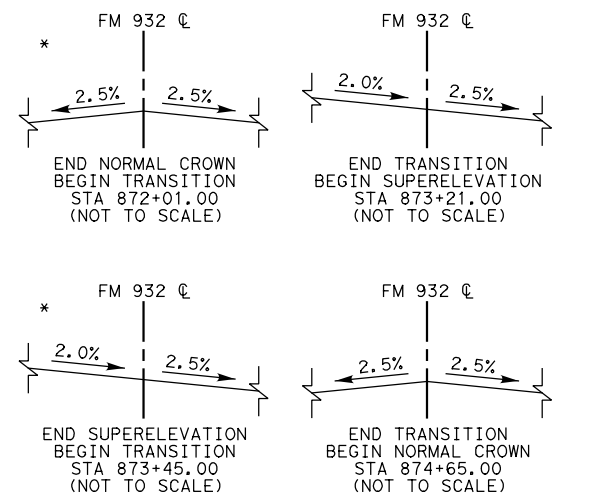 FM 932 ℄
*
2.5% 2.5%
END NORMAL CROWN
BEGIN TRANSITION
STA 872+01.00
(NOT TO SCALE)
FM 932 ℄
2.0% 2.5%
END TRANSITION
BEGIN SUPERELEVATION
STA 873+21.00
(NOT TO SCALE)
FM 932 ℄
*
2.0% 2.5%
END SUPERELEVATION
BEGIN TRANSITION
STA 873+45.00
(NOT TO SCALE)
FM 932 ℄
2.5% 2.5%
END TRANSITION
BEGIN NORMAL CROWN
STA 874+65.00
(NOT TO SCALE)